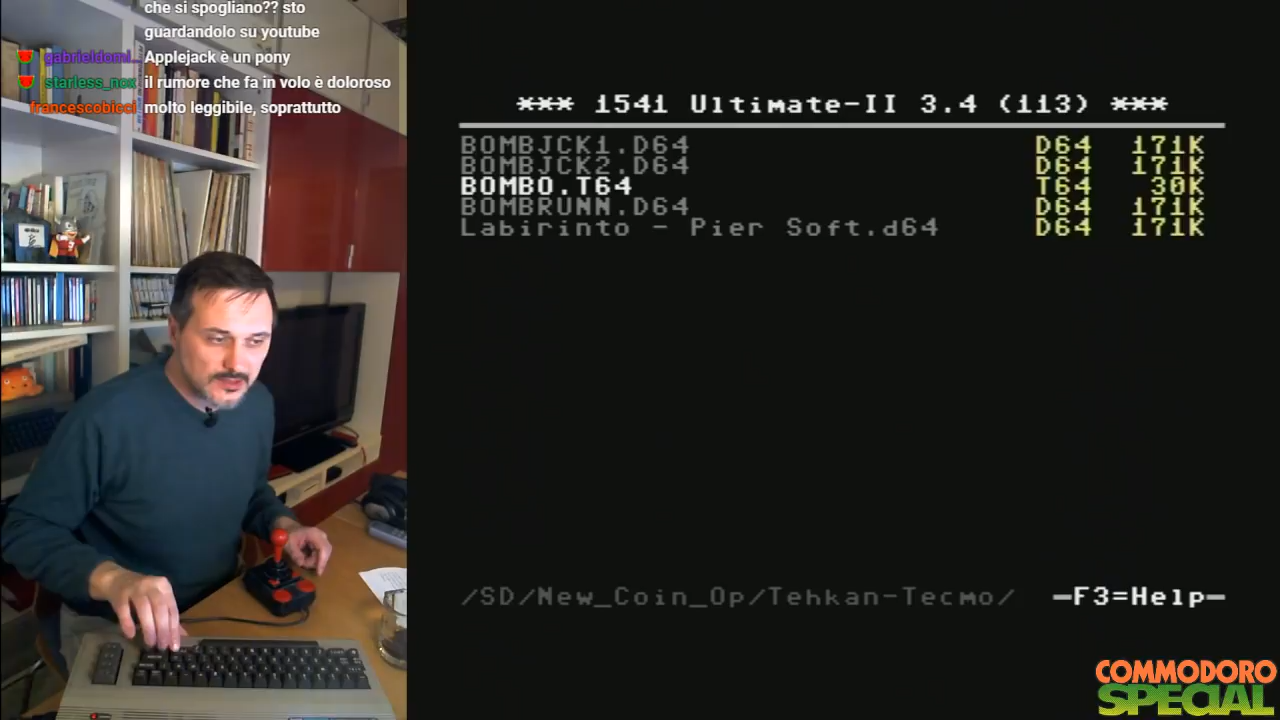 che si spogliano?? sto
guardandolo su youtube
gabrieldomi... Applejack è un pony
starless_nox il rumore che fa in volo è doloroso
francescobicci molto leggibile, soprattutto
*** 1541 Ultimate-II 3.4 (113) ***
BOMBJCK1.D64 D64 171K
BOMBJCK2.D64 D64 171K
BOMBO.T64 T64 30K
BOMBRUNN.D64 D64 171K
Labirinto - Pier Soft.d64 D64 171K
/SD/New_Coin_Op/Tehkan-Tecmo/ —F3=Help—
COMMODORO
SPECIAL